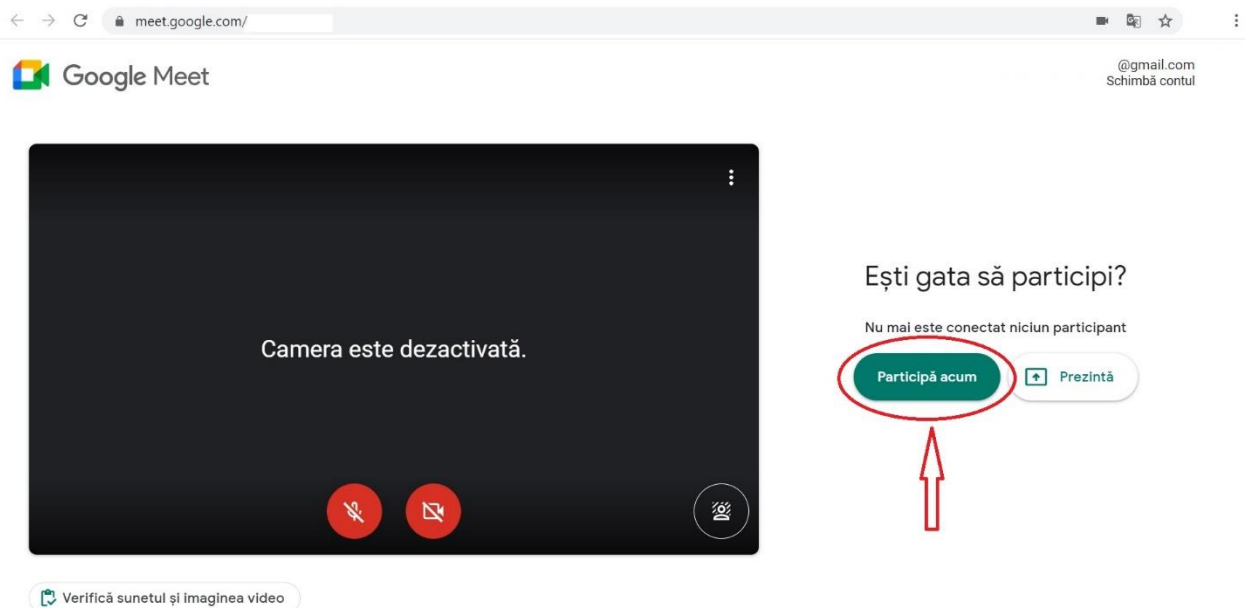 meet.google.com/
Google Meet
@gmail.com
Schimbă contul
Camera este dezactivată.
Ești gata să participi?
Nu mai este conectat niciun participant
Participă acum
Prezintă
Verifică sunetul și imaginea video